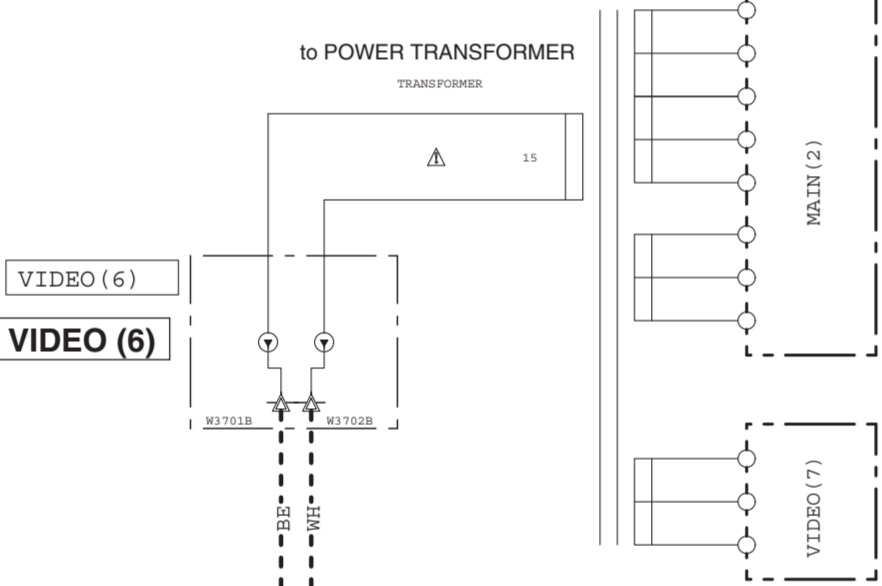 to POWER TRANSFORMER
TRANSFORMER
15
MAIN(2)
VIDEO(6)
VIDEO (6)
W3701B
W3702B
BE
WH
VIDEO(7)